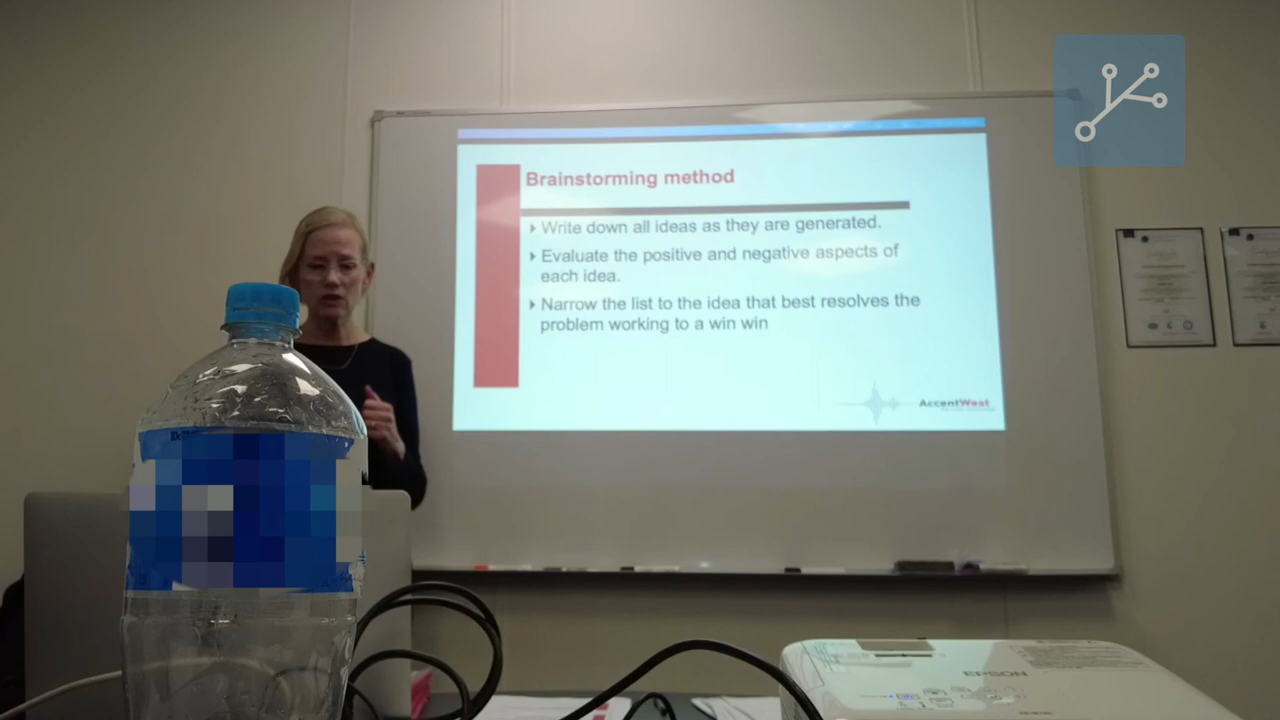 Brainstorming method
Write down all ideas as they are generated.
Evaluate the positive and negative aspects of
each idea.
Narrow the list to the idea that best resolves the
problem working to a win win
AccentWest
EPSON